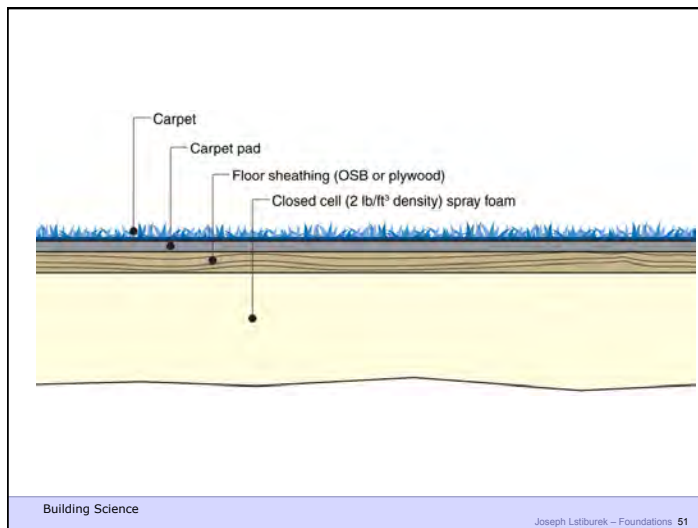 Carpet
Carpet pad
Floor sheathing (OSB or plywood)
Closed cell (2 lb/ft³ density) spray foam
Building Science
Joseph Lstiburek – Foundations 51